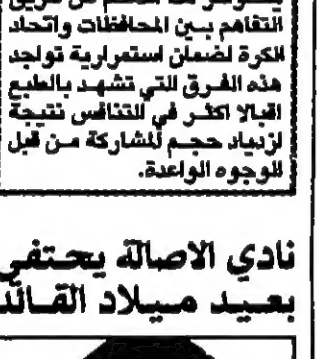 التفاهم بين المحافظات واتحاد
الكرة لضمان استمرارية تواجد
هذه الفرق التي تشهد بالطبع
اقبالا اكثر في التنافس نتيجة
لزدياد حجم المشاركة من قبل
الوجوه الواعدة.
نادي الاصالة يحتفي
بعيد ميلاد القائد